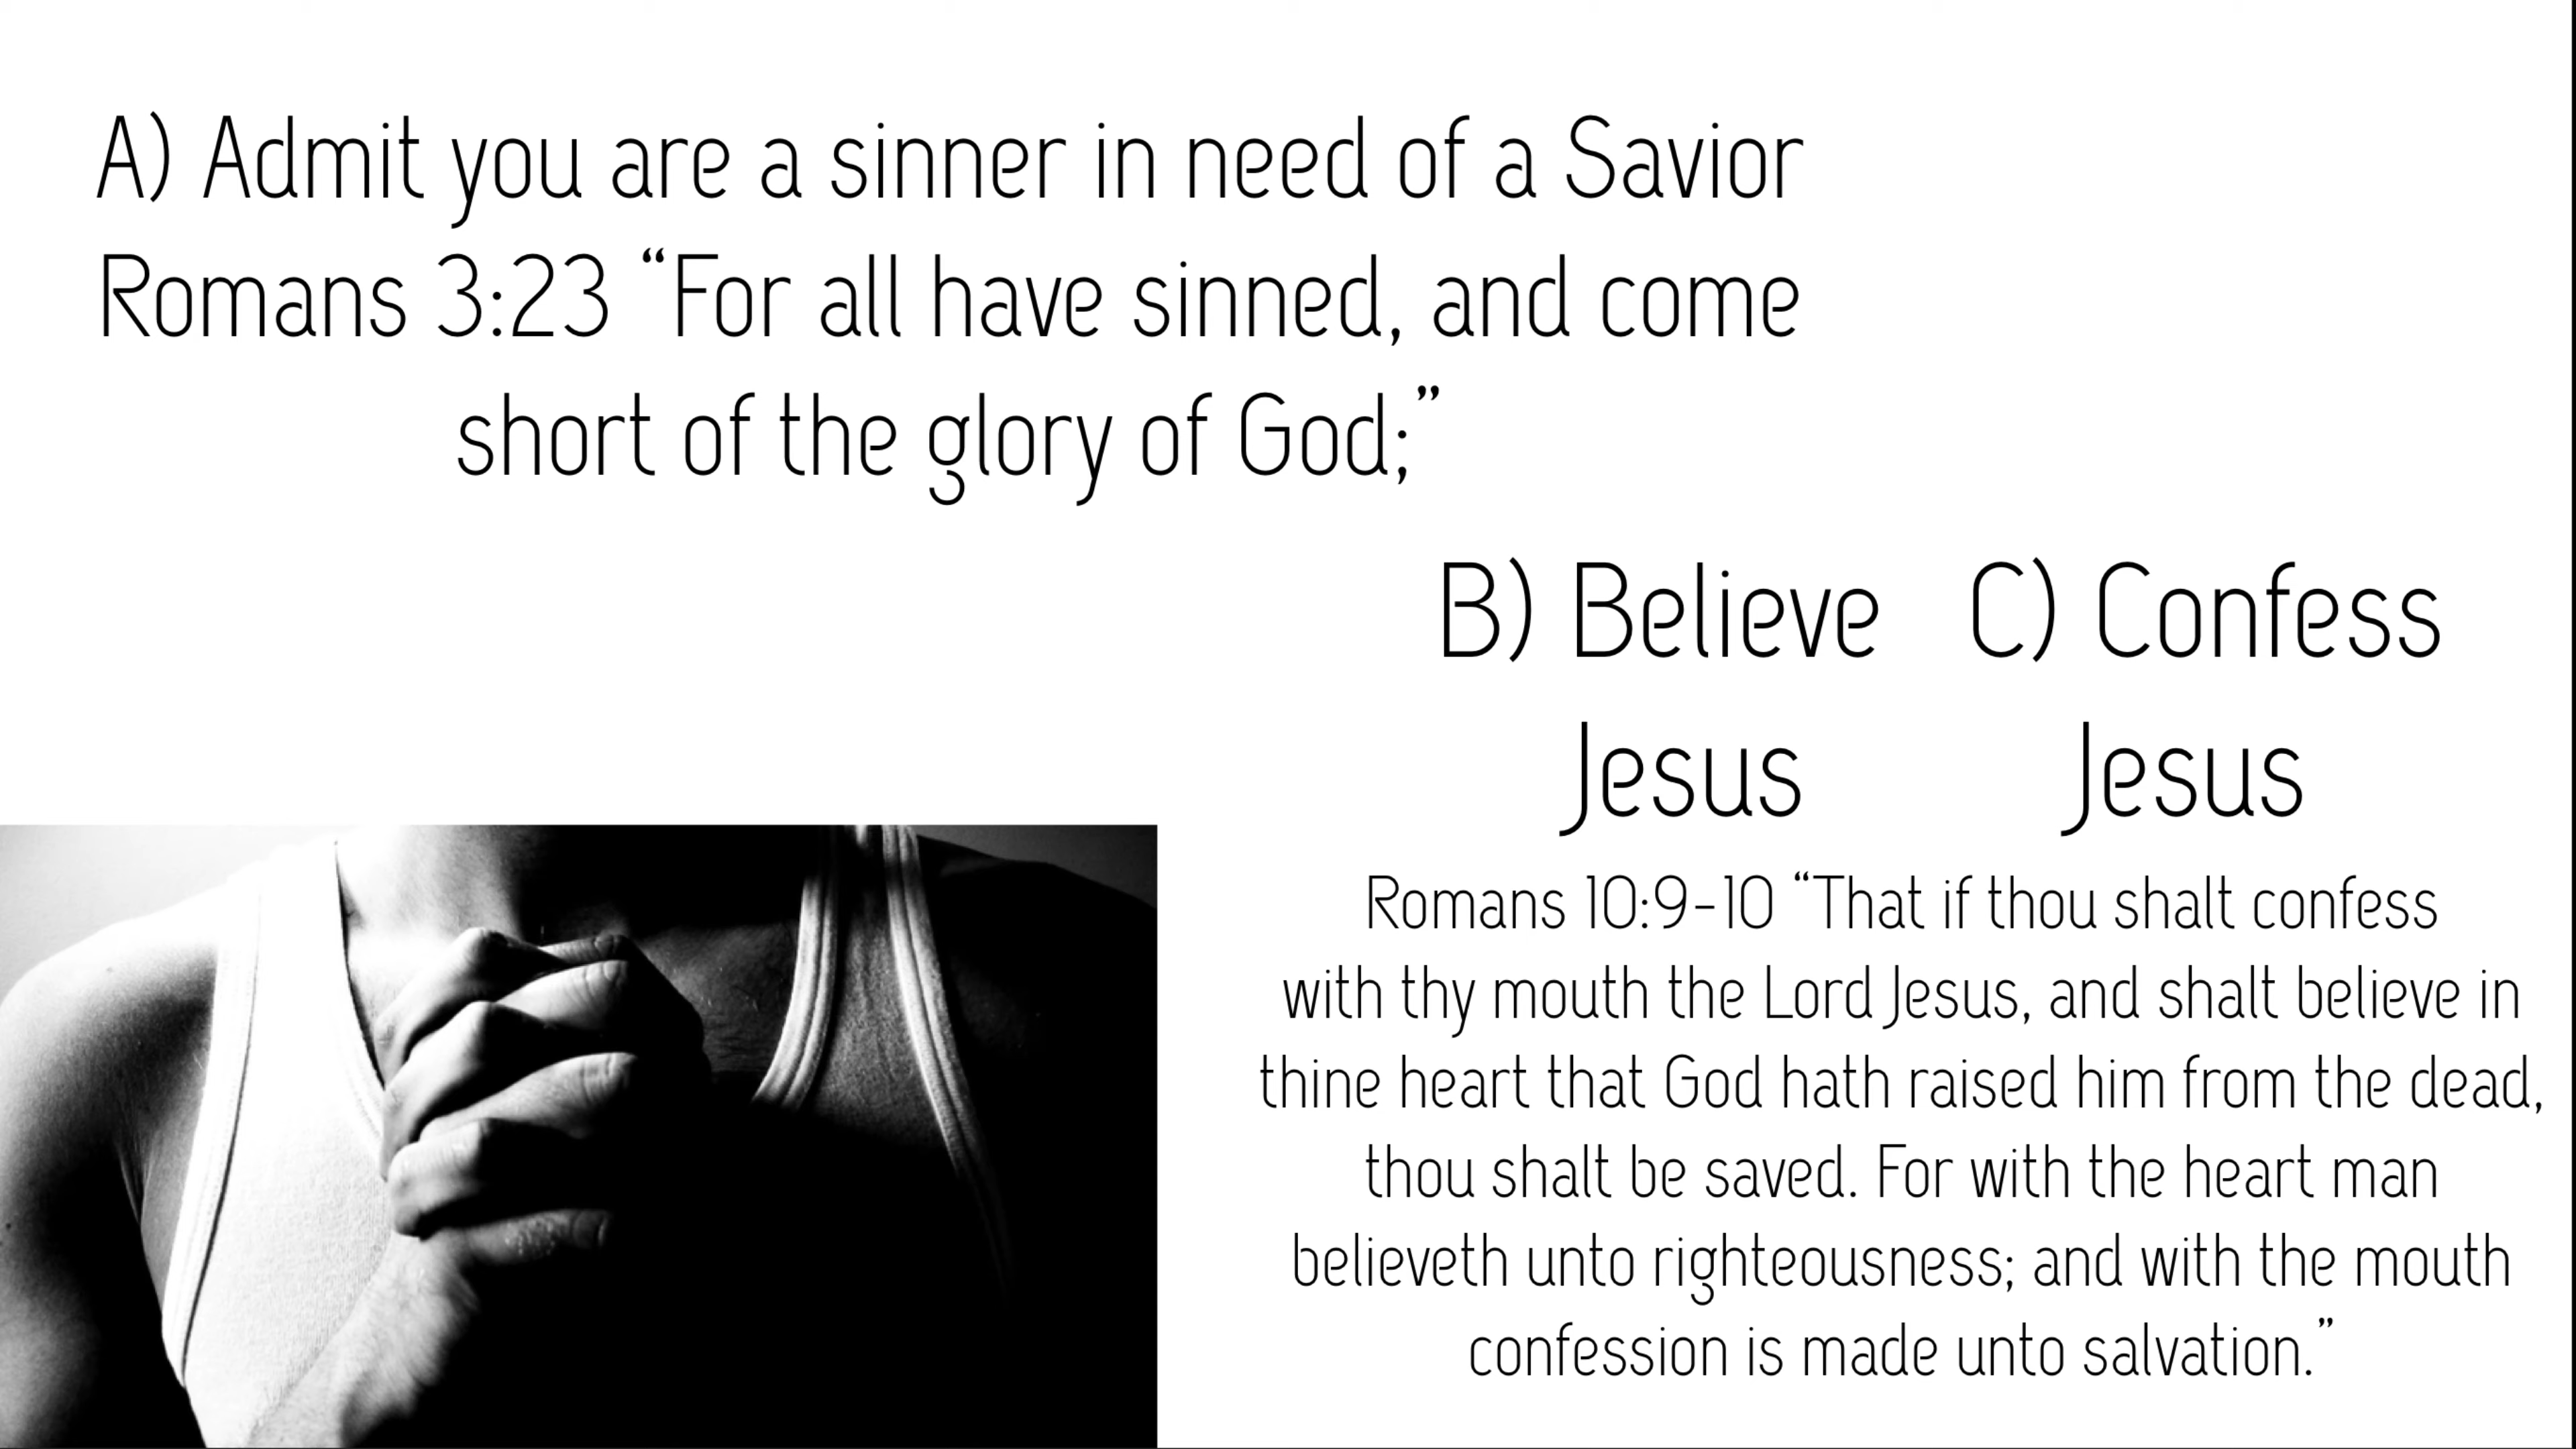 A) Admit you are a sinner in need of a Savior
Romans 3:23 “For all have sinned, and come
short of the glory of God;”
B) Believe C) Confess
Jesus Jesus
Romans 10:9-10 “That if thou shalt confess
with thy mouth the Lord Jesus, and shalt believe in
thine heart that God hath raised him from the dead,
thou shalt be saved. For with the heart man
believeth unto righteousness; and with the mouth
confession is made unto salvation.”